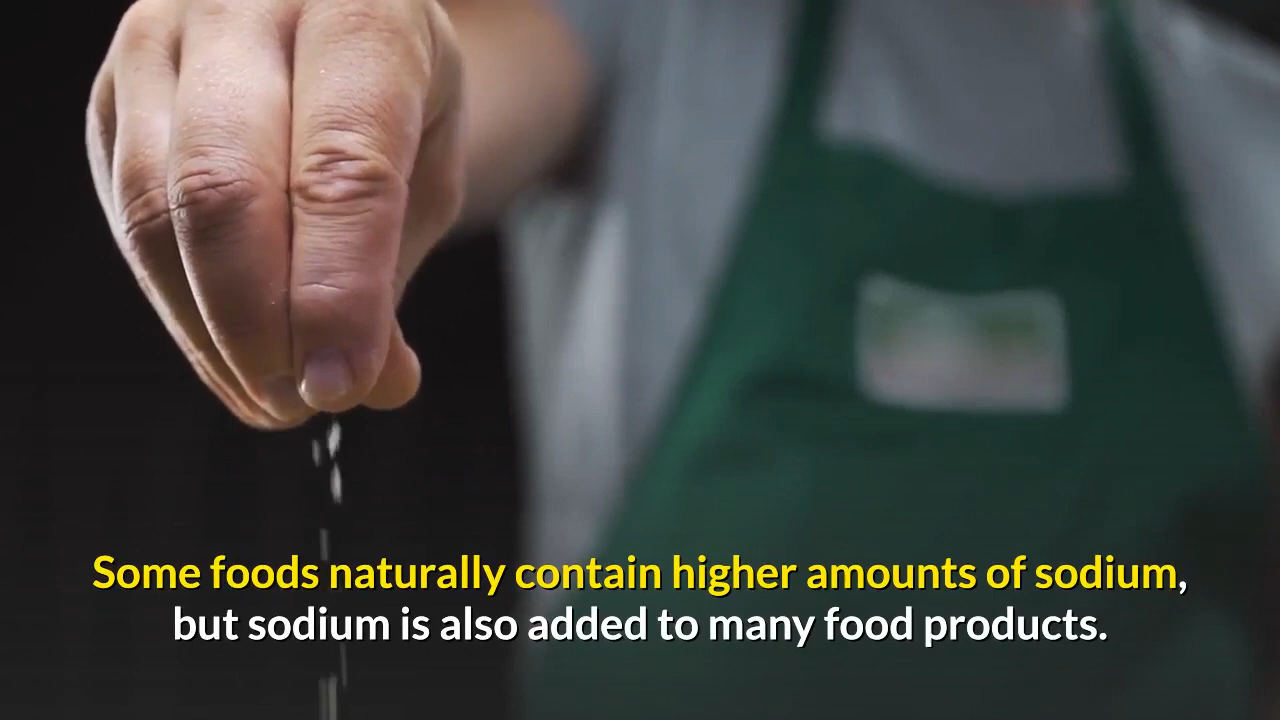 Some foods naturally contain higher amounts of sodium,
but sodium is also added to many food products.